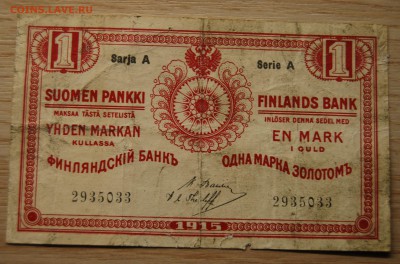 COINS.LAVE.RU
1 Sarja A Serie A 1
SUOMEN PANKKI FINLANDS BANK
MAKSAA TÄSTÄ SETELISTÄ INLÖSER DENNA SEDEL MED
YHDEN MARKAN EN MARK
KULLASSA I GULD
ФИНЛЯНДСКІЙ БАНКЪ ОДНА МАРКА ЗОЛОТОМЪ
2935033 2935033
1915